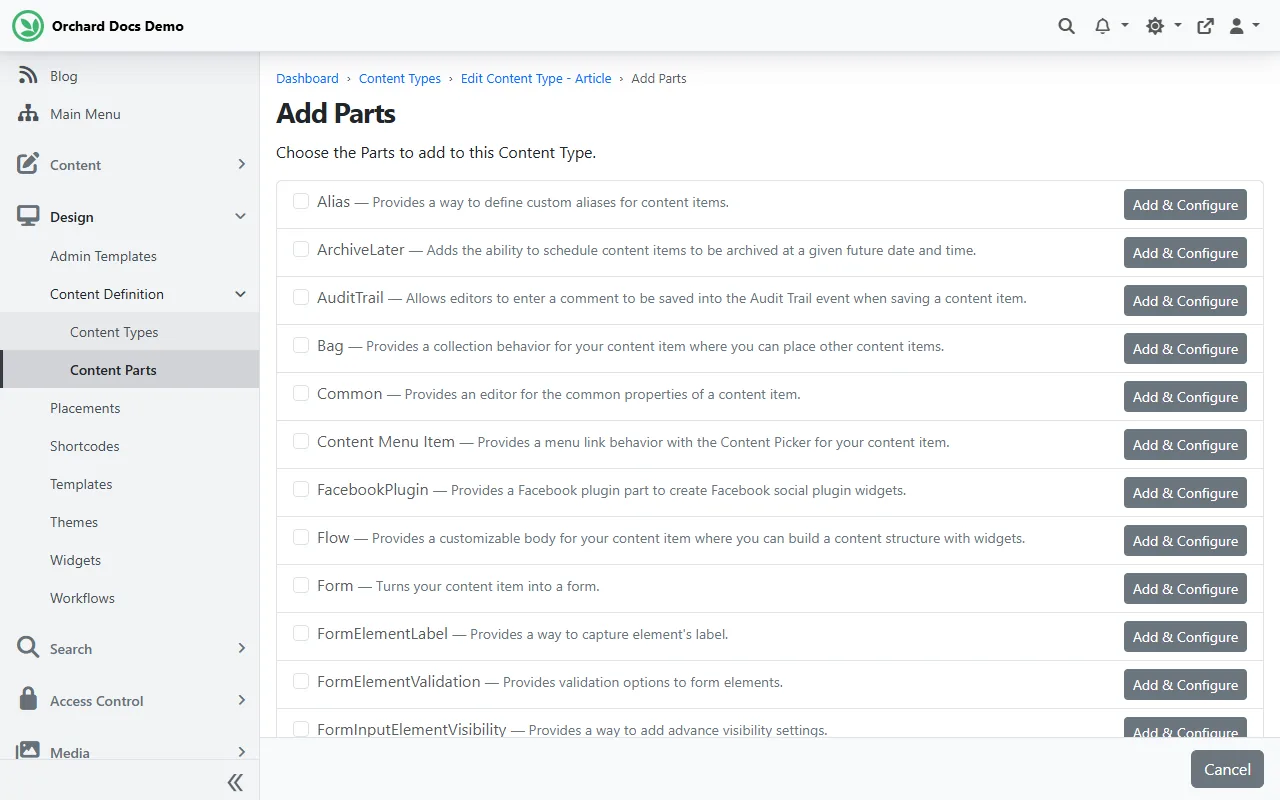 Orchard Docs Demo
Blog
Main Menu
Content
Design
Admin Templates
Content Definition
Content Types
Content Parts
Placements
Shortcodes
Templates
Themes
Widgets
Workflows
Search
Access Control
Media
Dashboard › Content Types › Edit Content Type - Article › Add Parts
Add Parts
Choose the Parts to add to this Content Type.
Alias — Provides a way to define custom aliases for content items. Add & Configure
ArchiveLater — Adds the ability to schedule content items to be archived at a given future date and time. Add & Configure
AuditTrail — Allows editors to enter a comment to be saved into the Audit Trail event when saving a content item. Add & Configure
Bag — Provides a collection behavior for your content item where you can place other content items. Add & Configure
Common — Provides an editor for the common properties of a content item. Add & Configure
Content Menu Item — Provides a menu link behavior with the Content Picker for your content item. Add & Configure
FacebookPlugin — Provides a Facebook plugin part to create Facebook social plugin widgets. Add & Configure
Flow — Provides a customizable body for your content item where you can build a content structure with widgets. Add & Configure
Form — Turns your content item into a form. Add & Configure
FormElementLabel — Provides a way to capture element's label. Add & Configure
FormElementValidation — Provides validation options to form elements. Add & Configure
FormInputElementVisibility — Provides a way to add advance visibility settings. Add & Configure
Cancel